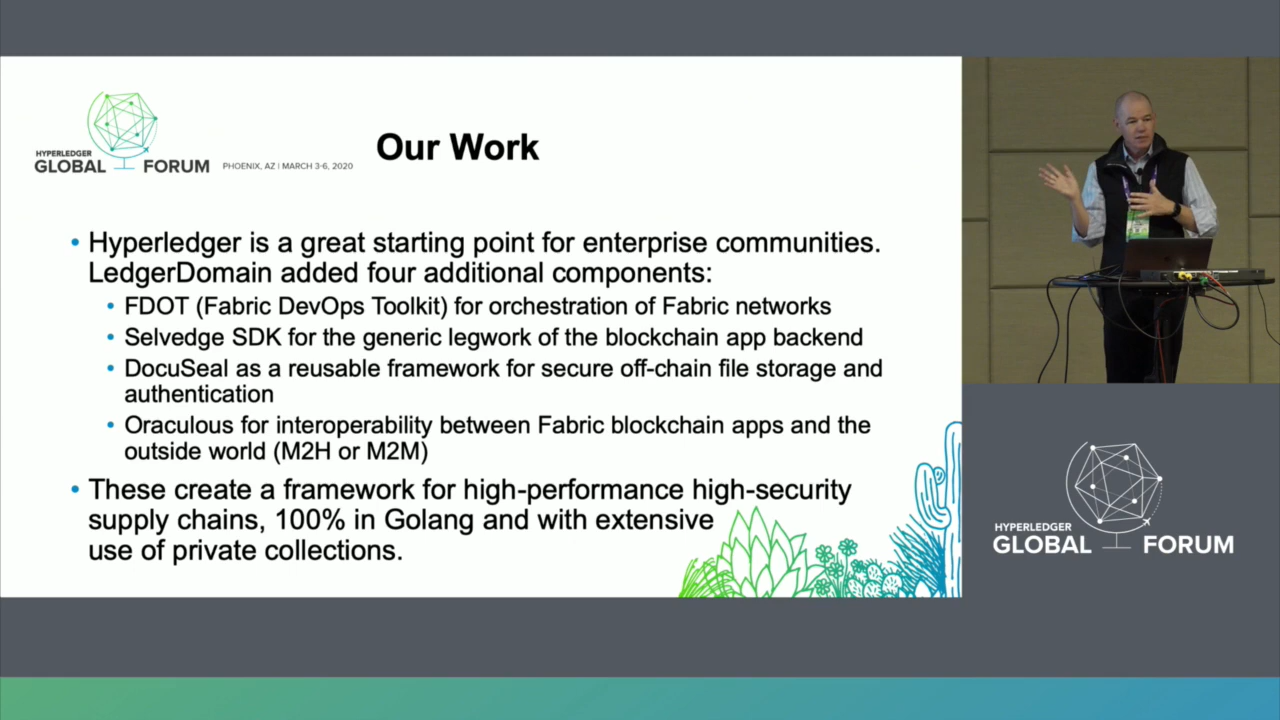 HYPERLEDGER
GLOBAL FORUM
PHOENIX, AZ | MARCH 3-6, 2020
Our Work
• Hyperledger is a great starting point for enterprise communities.
LedgerDomain added four additional components:
• FDOT (Fabric DevOps Toolkit) for orchestration of Fabric networks
• Selvedge SDK for the generic legwork of the blockchain app backend
• DocuSeal as a reusable framework for secure off-chain file storage and
authentication
• Oraculous for interoperability between Fabric blockchain apps and the
outside world (M2H or M2M)
• These create a framework for high-performance high-security
supply chains, 100% in Golang and with extensive
use of private collections.
HYPERLEDGER
GLOBAL FORUM